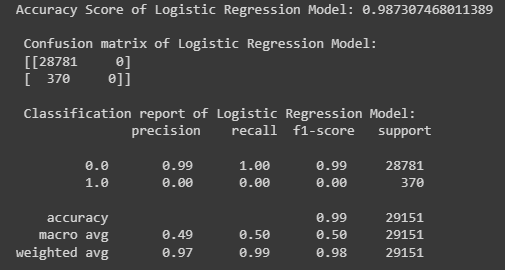 Accuracy Score of Logistic Regression Model: 0.987307468011389
Confusion matrix of Logistic Regression Model:
[[28781 0]
[ 370 0]]
Classification report of Logistic Regression Model:
precision recall f1-score support
0.0 0.99 1.00 0.99 28781
1.0 0.00 0.00 0.00 370
accuracy 0.99 29151
macro avg 0.49 0.50 0.50 29151
weighted avg 0.97 0.99 0.98 29151